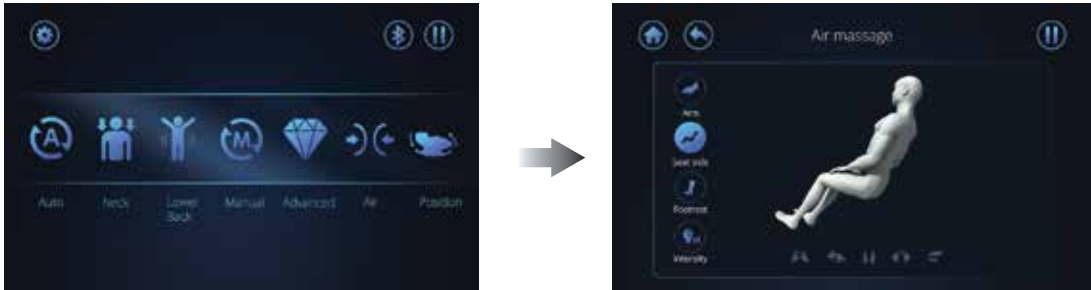 Auto
Neck
Lower
Back
Manual
Advanced
Air
Position
Air massage
Arm
Seat side
Footrest
Intensity